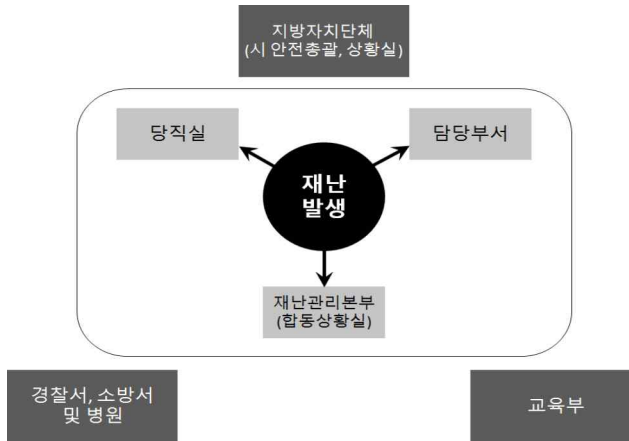 지방자치단체
(시 안전총괄, 상황실)
당직실
담당부서
재난
발생
재난관리본부
(합동상황실)
경찰서, 소방서
및 병원
교육부